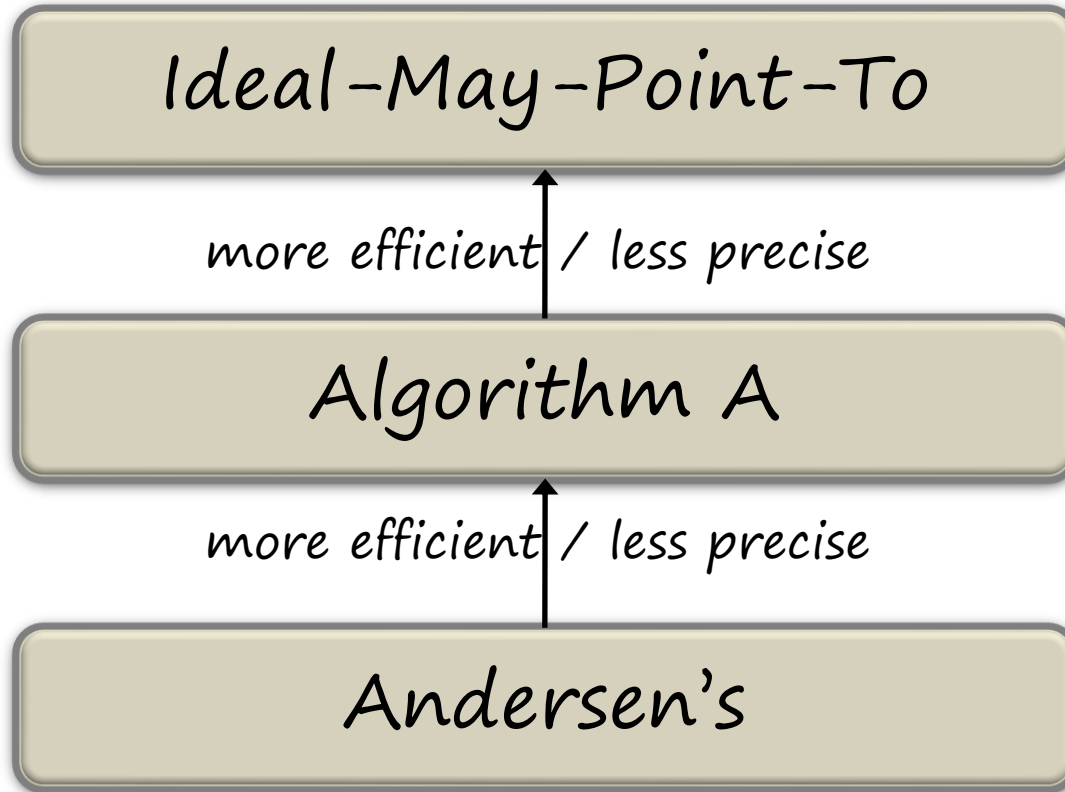 Ideal-May-Point-To
more efficient / less precise
Algorithm A
more efficient / less precise
Andersen’s